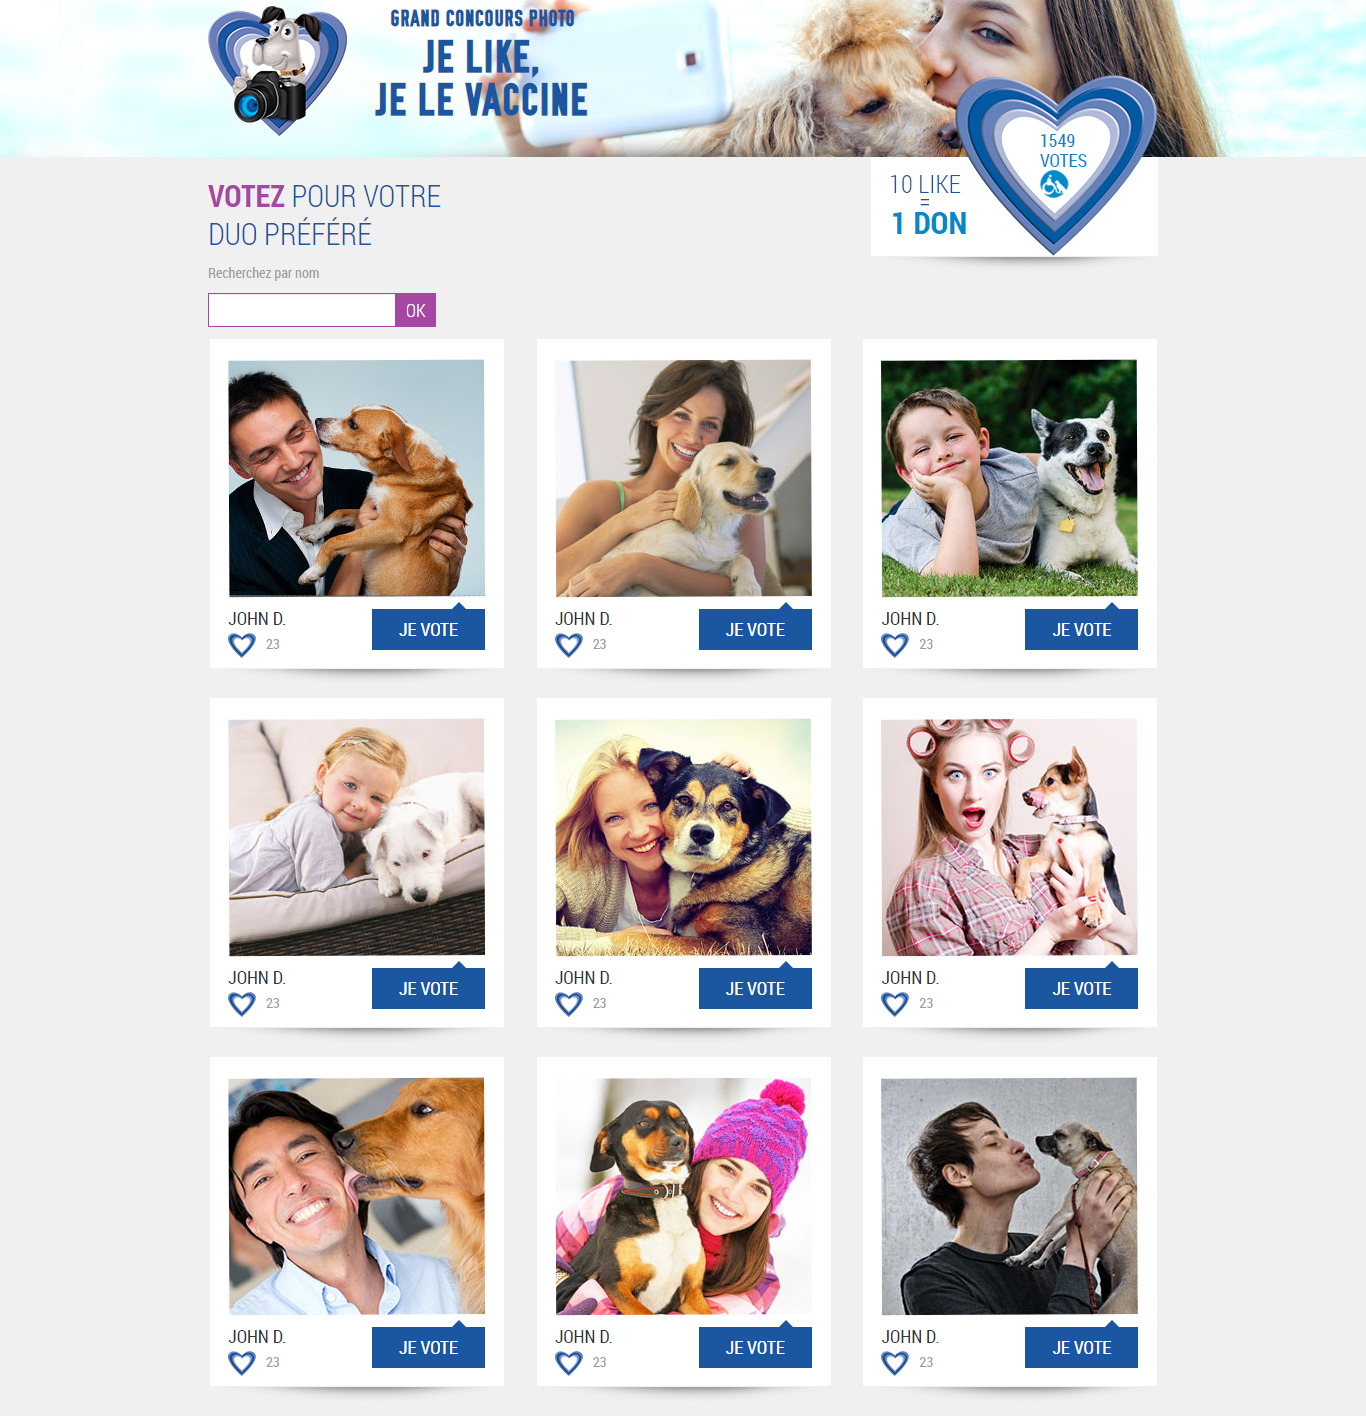 GRAND CONCOURS PHOTO
JE LIKE,
JE LE VACCINE
1549
VOTES
10 LIKE
=
1 DON
VOTEZ POUR VOTRE
DUO PRÉFÉRÉ
Recherchez par nom
OK
JOHN D.
23
JE VOTE
JOHN D.
23
JE VOTE
JOHN D.
23
JE VOTE
JOHN D.
23
JE VOTE
JOHN D.
23
JE VOTE
JOHN D.
23
JE VOTE
JOHN D.
23
JE VOTE
JOHN D.
23
JE VOTE
JOHN D.
23
JE VOTE